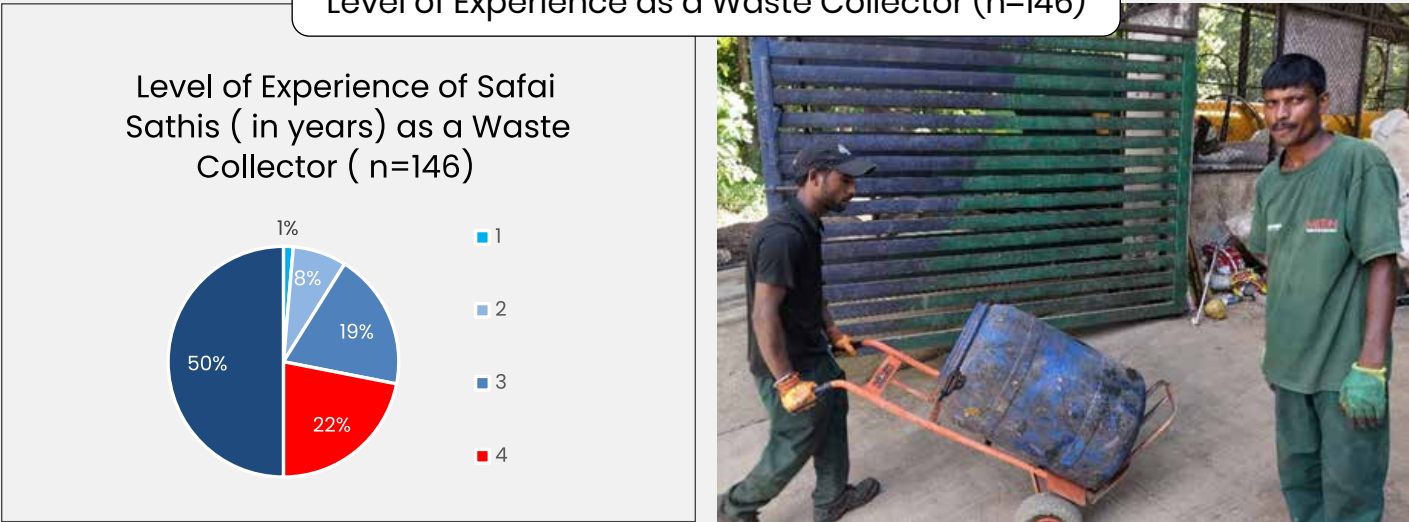 Level of Experience as a Waste Collector (n=146)
Level of Experience of Safai
Sathis ( in years) as a Waste
Collector ( n=146)
1%
8%
19%
22%
50%
1
2
3
4